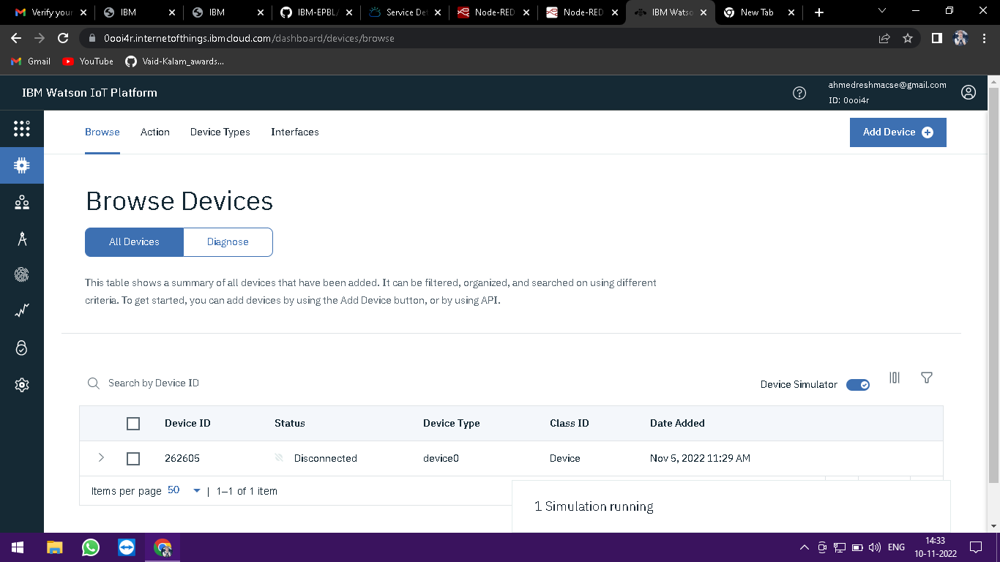 Verify your
IBM
IBM
IBM-EPBL/
Service Det
Node-RED
Node-RED
IBM Watso
New Tab
0ooi4r.internetofthings.ibmcloud.com/dashboard/devices/browse
Gmail
YouTube
Vaid-Kalam_awards...
IBM Watson IoT Platform
ahmedreshmacse@gmail.com
ID: 0ooi4r
Browse
Action
Device Types
Interfaces
Add Device
Browse Devices
All Devices
Diagnose
This table shows a summary of all devices that have been added. It can be filtered, organized, and searched on using different
criteria. To get started, you can add devices by using the Add Device button, or by using API.
Search by Device ID
Device Simulator
Device ID Status Device Type Class ID Date Added
262605 Disconnected device0 Device Nov 5, 2022 11:29 AM
Items per page 50 | 1–1 of 1 item
1 Simulation running
ENG
14:33
10-11-2022